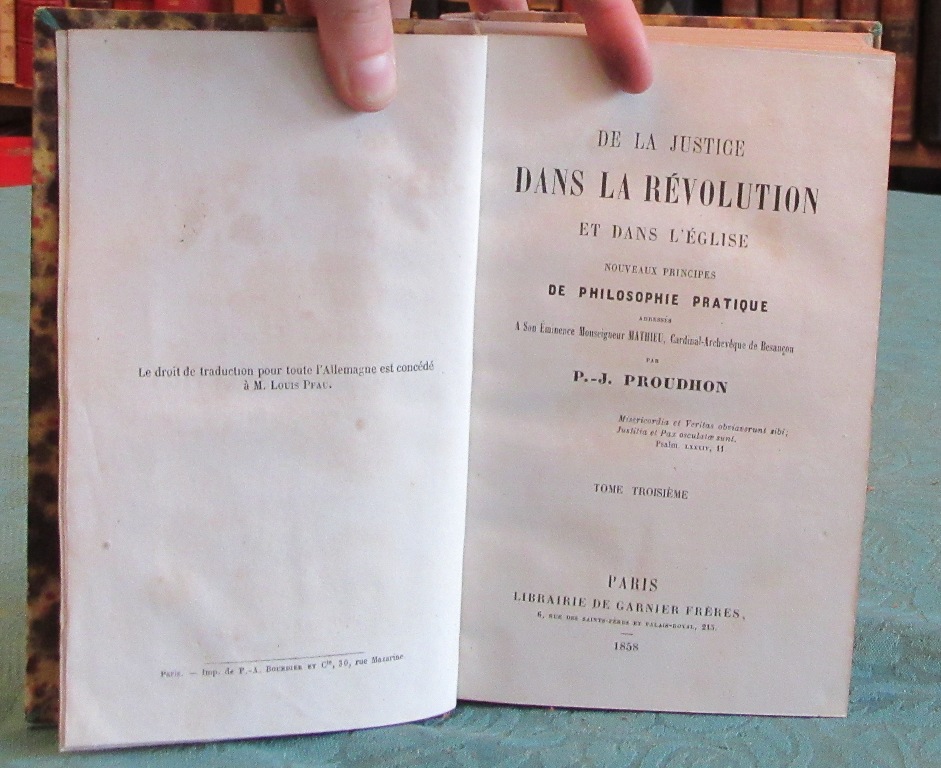 Le droit de traduction pour toute l'Allemagne est concédé
à M. LOUIS PFAU.
Paris. — Imp. de P.-A. BOURDIER ET Cie, 30, rue Mazarine
DE LA JUSTICE
DANS LA RÉVOLUTION
ET DANS L'ÉGLISE
NOUVEAUX PRINCIPES
DE PHILOSOPHIE PRATIQUE
ADRESSÉS
A Son Éminence Monseigneur MATHIEU, Cardinal-Archevêque de Besançon
PAR
P.-J. PROUDHON
Misericordia et Veritas obviaverunt sibi;
Justitia et Pax osculatæ sunt.
Psalm. LXXXIV, 11
TOME TROISIÈME
PARIS
LIBRAIRIE DE GARNIER FRÈRES,
6, RUE DES SAINTS-PÈRES ET PALAIS-ROYAL, 215.
1858